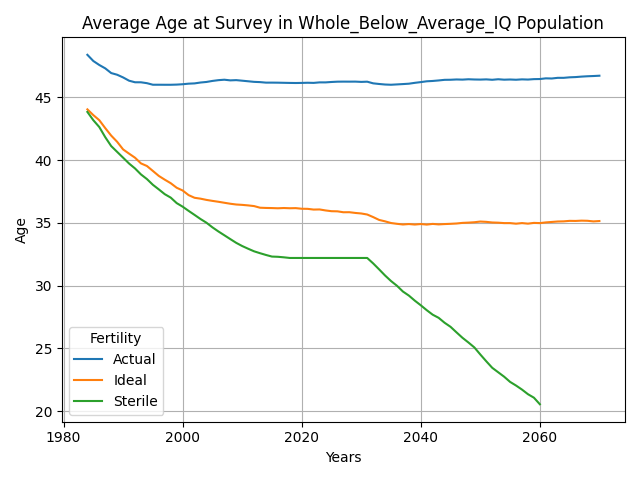 Average Age at Survey in Whole_Below_Average_IQ Population
45
40
35
30
25
20
Age
Fertility
Actual
Ideal
Sterile
1980
2000
2020
2040
2060
Years